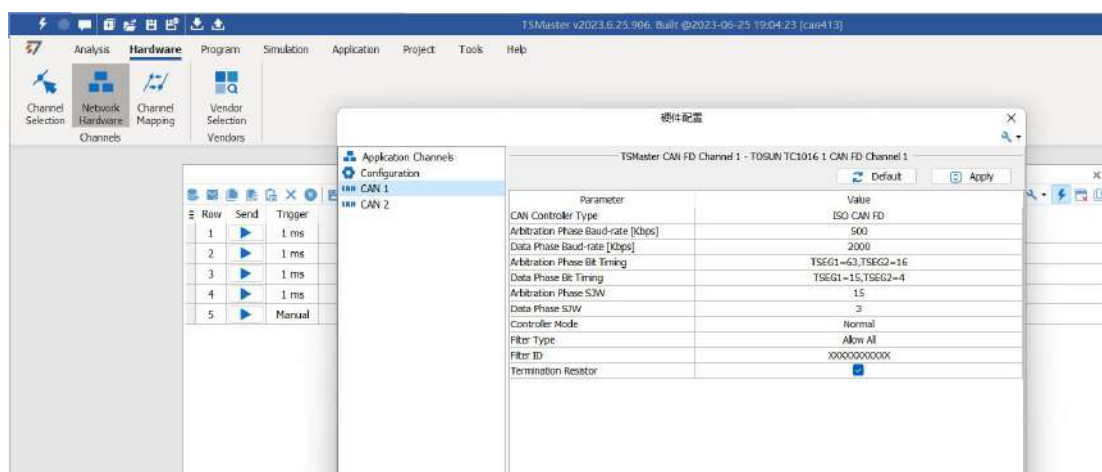 TSMaster v2023.6.25.906. Built @2023-06-25 19:04:23 [can413]
Analysis Hardware Program Simulation Application Project Tools Help
Channel Selection
Network Hardware
Channel Mapping
Vendor Selection
Channels
Vendors
硬件配置
Application Channels
Configuration
CAN 1
CAN 2
TSMaster CAN FD Channel 1 - TOSUN TC1016 1 CAN FD Channel 1
Default
Apply
Parameter Value
CAN Controller Type ISO CAN FD
Arbitration Phase Baud-rate [Kbps] 500
Data Phase Baud-rate [Kbps] 2000
Arbitration Phase Bit Timing TSEG1=63,TSEG2=16
Data Phase Bit Timing TSEG1=15,TSEG2=4
Arbitration Phase SJW 15
Data Phase SJW 3
Controller Mode Normal
Filter Type Allow All
Filter ID XXXXXXXXXXX
Termination Resistor
Row Send Trigger
1 1 ms
2 1 ms
3 1 ms
4 1 ms
5 Manual